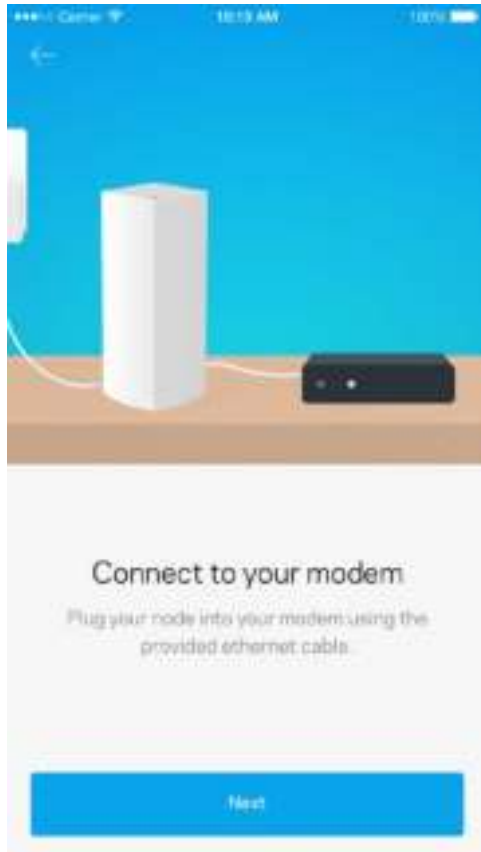 Carrier 10:19 AM 100%
Connect to your modem
Plug your node into your modem using the
provided ethernet cable.
Next